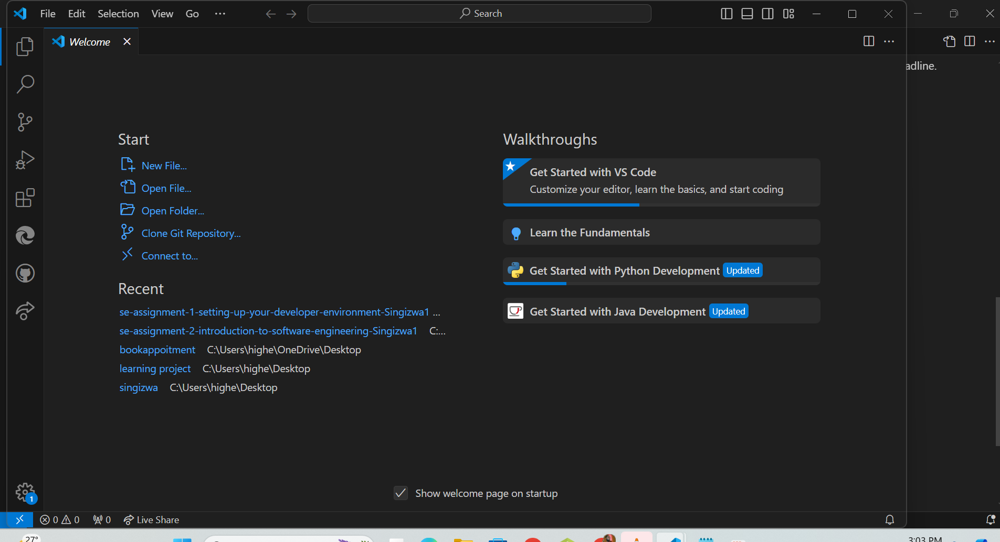 File Edit Selection View Go ···
Search
Welcome
adline.
Start
New File...
Open File...
Open Folder...
Clone Git Repository...
Connect to...
Recent
se-assignment-1-setting-up-your-developer-environment-Singizwa1 ...
se-assignment-2-introduction-to-software-engineering-Singizwa1 C:...
bookappoitment C:\Users\highe\OneDrive\Desktop
learning project C:\Users\highe\Desktop
singizwa C:\Users\highe\Desktop
Walkthroughs
Get Started with VS Code
Customize your editor, learn the basics, and start coding
Learn the Fundamentals
Get Started with Python Development Updated
Get Started with Java Development Updated
Show welcome page on startup
1
0 0 0 Live Share
27°
3:03 PM